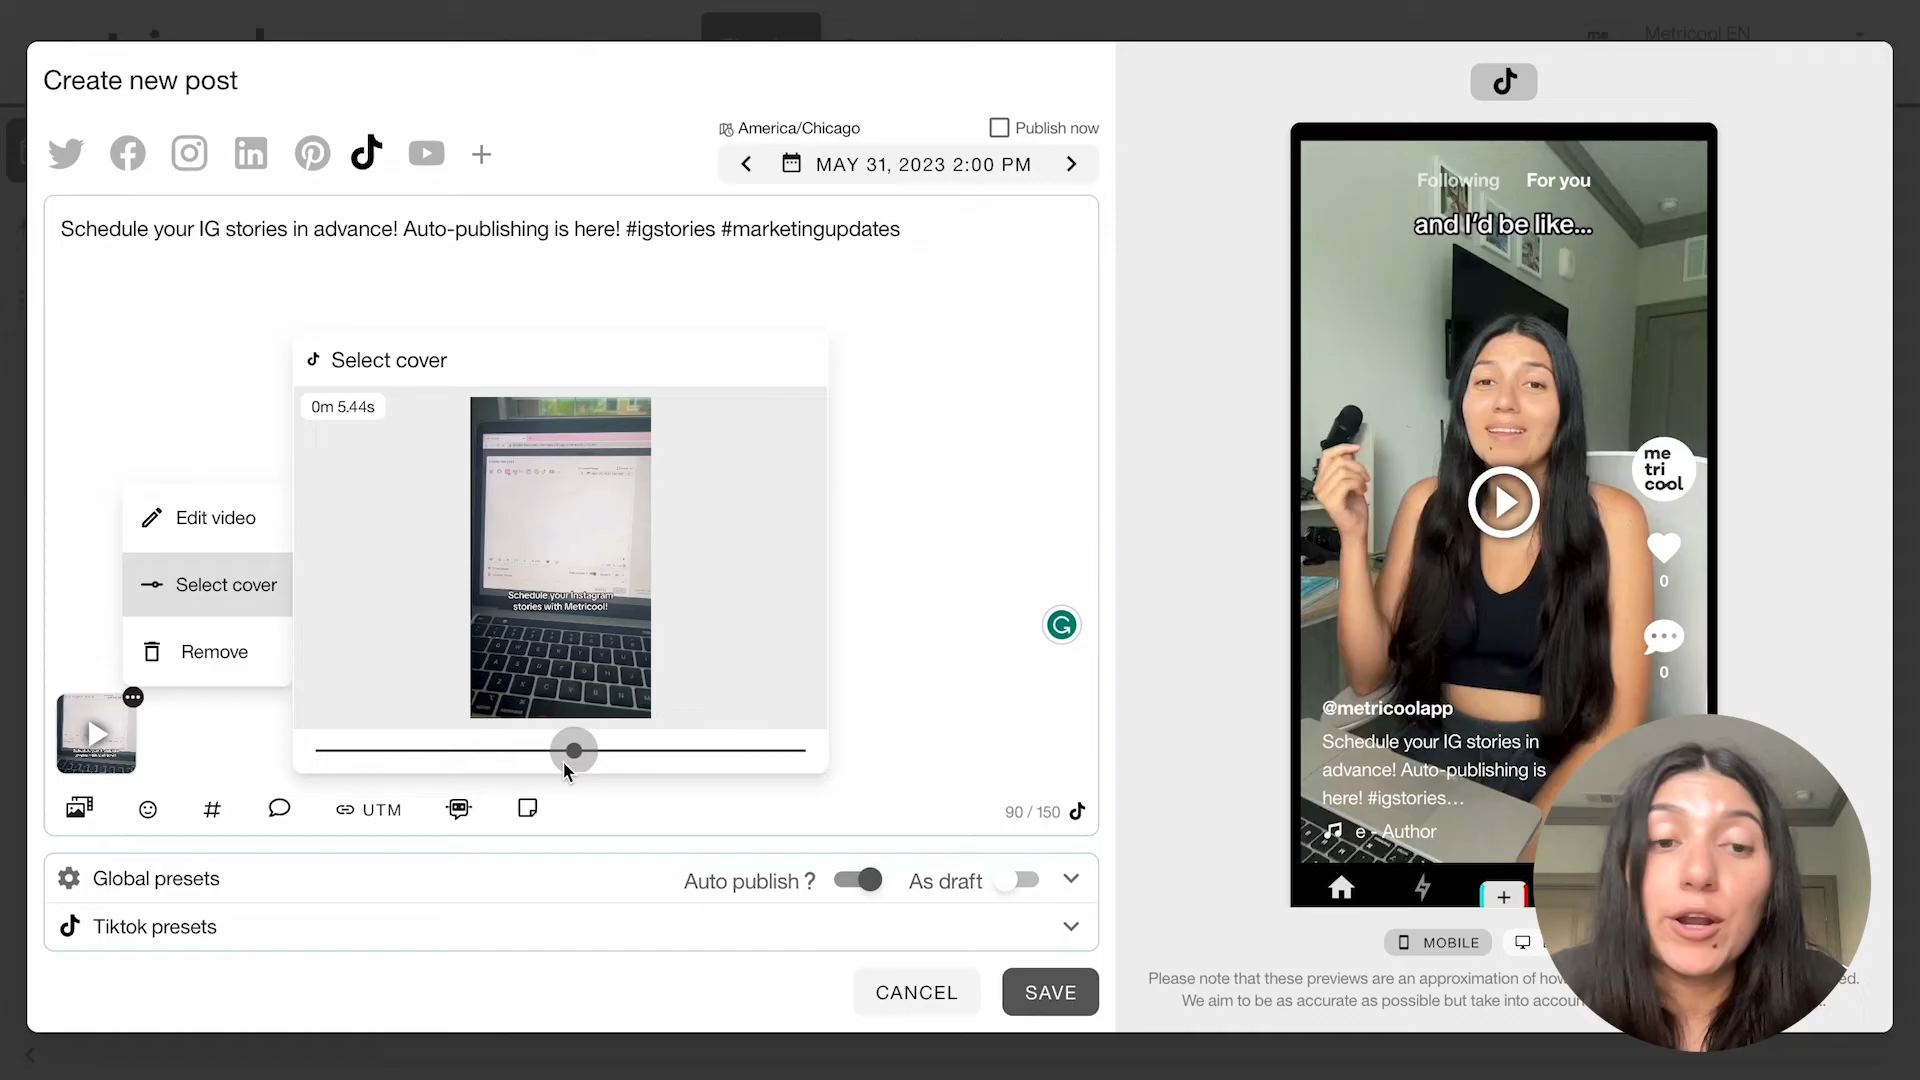 Metricool EN
Create new post
America/Chicago
Publish now
MAY 31, 2023 2:00 PM
Schedule your IG stories in advance! Auto-publishing is here! #igstories #marketingupdates
Select cover
0m 5.44s
Schedule your Instagram
stories with Metricool!
Edit video
Select cover
Remove
UTM
90 / 150
Global presets
Auto publish ?
As draft
Tiktok presets
CANCEL
SAVE
Following
For you
and I'd be like...
me
tri
cool
0
0
@metricoolapp
Schedule your IG stories in
advance! Auto-publishing is
here! #igstories...
e - Author
MOBILE
Please note that these previews are an approximation of how
We aim to be as accurate as possible but take into